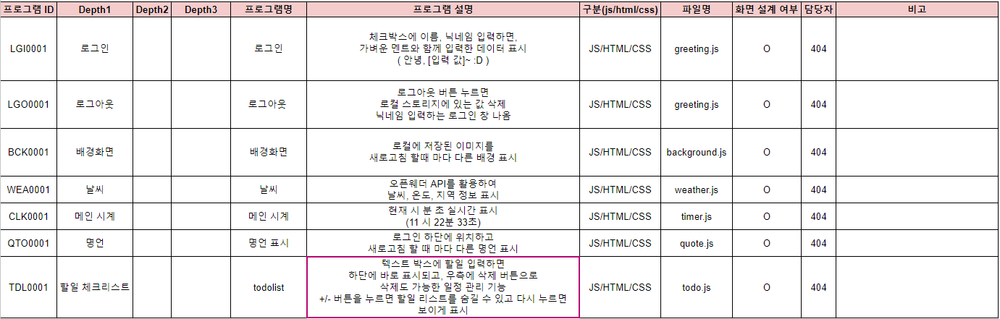 프로그램 ID Depth1 Depth2 Depth3 프로그램명 프로그램 설명 구분(js/html/css) 파일명 화면 설계 여부 담당자 비고
LGI0001 로그인 로그인 체크박스에 이름, 닉네임 입력하면,
가벼운 멘트와 함께 입력한 데이터 표시
( 안녕, [입력 값]~ :D ) JS/HTML/CSS greeting.js O 404
LGO0001 로그아웃 로그아웃 로그아웃 버튼 누르면
로컬 스토리지에 있는 값 삭제
닉네임 입력하는 로그인 창 나옴 JS/HTML/CSS greeting.js O 404
BCK0001 배경화면 배경화면 로컬에 저장된 이미지를
새로고침 할때 마다 다른 배경 표시 JS/HTML/CSS background.js O 404
WEA0001 날씨 날씨 오픈웨더 API를 활용하여
날씨, 온도, 지역 정보 표시 JS/HTML/CSS weather.js O 404
CLK0001 메인 시계 메인 시계 현재 시 분 초 실시간 표시
(11 시 22분 33초) JS/HTML/CSS timer.js O 404
QTO0001 명언 명언 표시 로그인 하단에 위치하고
새로고침 할 때 마다 다른 명언 표시 JS/HTML/CSS quote.js O 404
TDL0001 할일 체크리스트 todolist 텍스트 박스에 할일 입력하면
하단에 바로 표시되고, 우측에 삭제 버튼으로
삭제도 가능한 일정 관리 기능
+/- 버튼을 누르면 할일 리스트를 숨길 수 있고 다시 누르면
보이게 표시 JS/HTML/CSS todo.js O 404